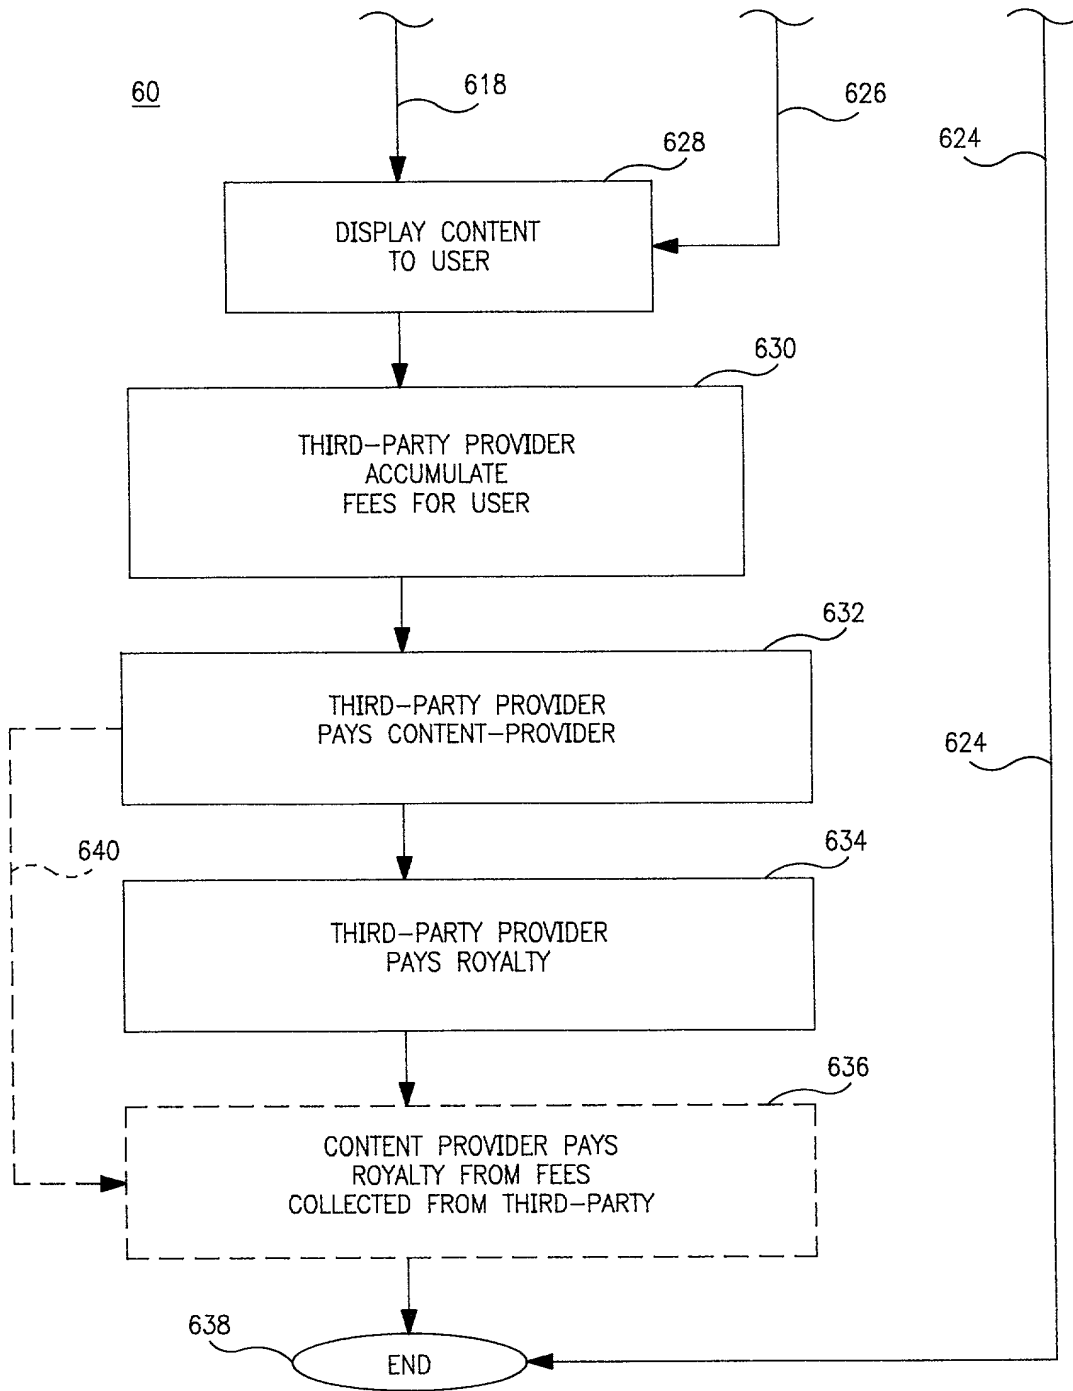 60
618
626
628
624
DISPLAY CONTENT
TO USER
630
THIRD-PARTY PROVIDER
ACCUMULATE
FEES FOR USER
632
THIRD-PARTY PROVIDER
PAYS CONTENT-PROVIDER
624
640
634
THIRD-PARTY PROVIDER
PAYS ROYALTY
636
CONTENT PROVIDER PAYS
ROYALTY FROM FEES
COLLECTED FROM THIRD-PARTY
638
END